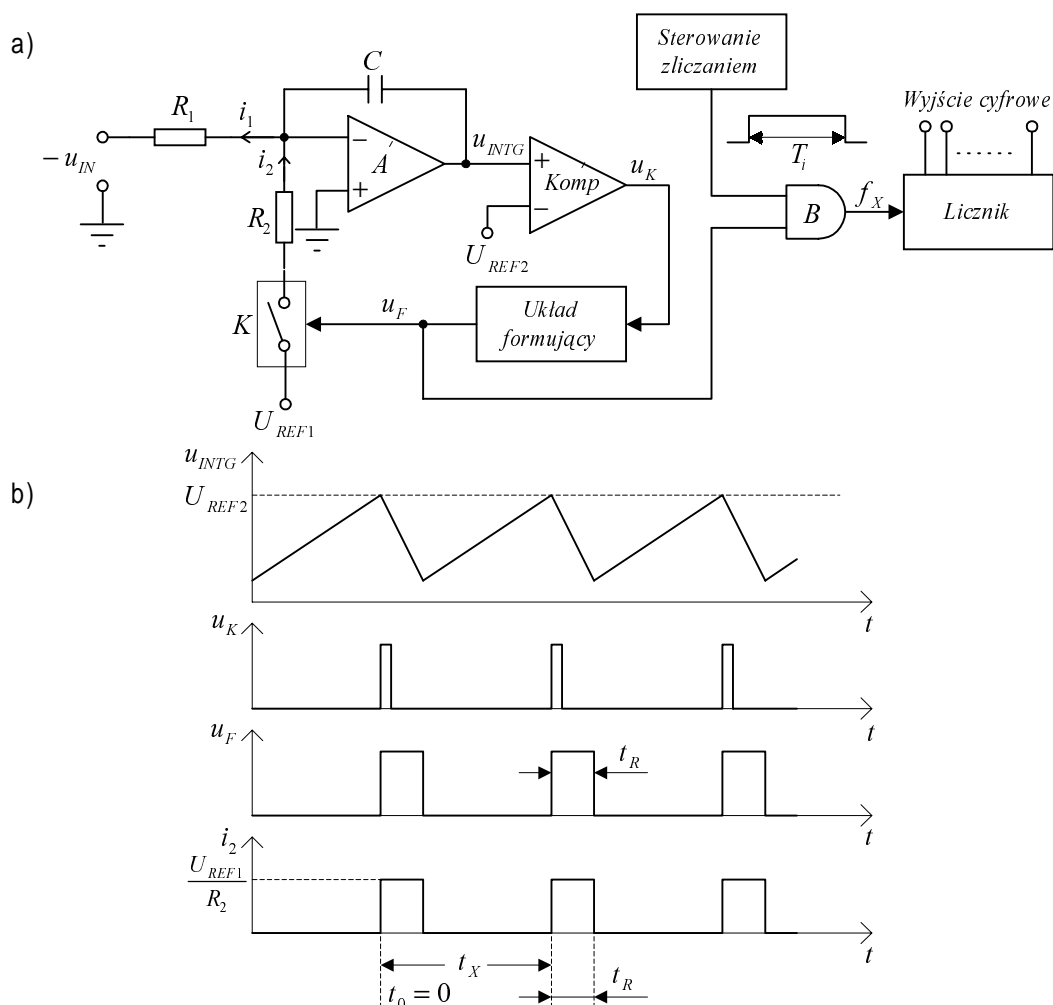 a)
Sterowanie
zliczaniem
C
R1
i1
Wyjście cyfrowe
− uIN
i2
−
A
+
uINTG
+
Komp
−
uK
Ti
B
fX
Licznik
R2
UREF2
K
uF
Układ
formujący
UREF1
b)
uINTG
UREF2
t
uK
t
uF
tR
t
i2
UREF1
R2
t
tX
tR
t0 = 0